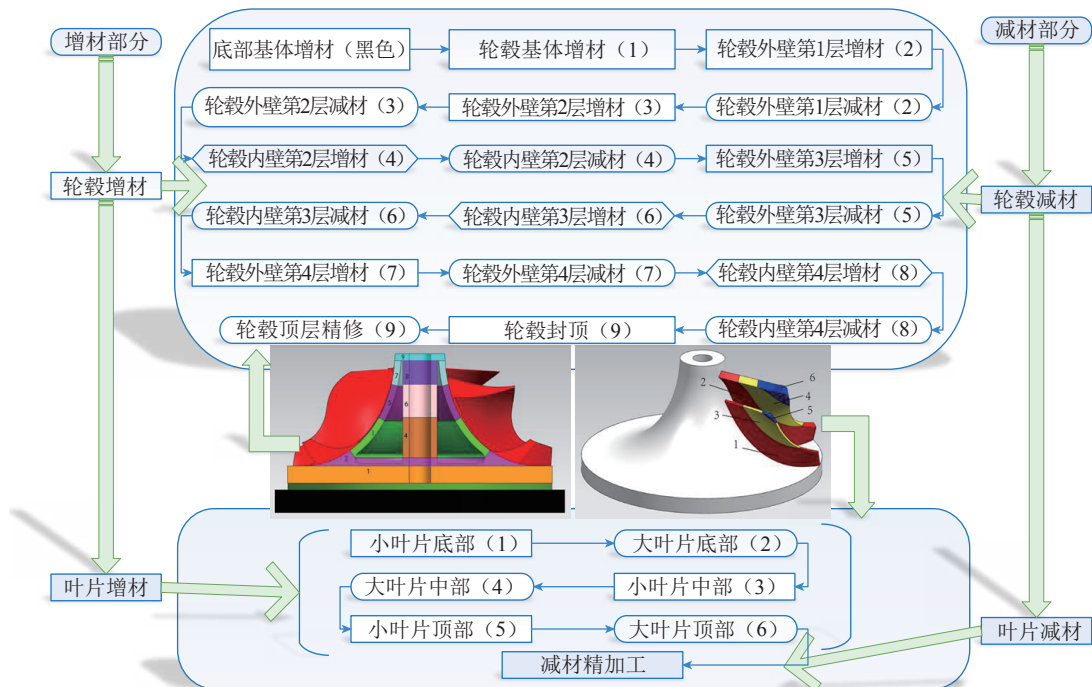 增材部分
减材部分
底部基体增材（黑色）
轮毂基体增材（1）
轮毂外壁第1层增材（2）
轮毂外壁第2层减材（3）
轮毂外壁第2层增材（3）
轮毂外壁第1层减材（2）
轮毂内壁第2层增材（4）
轮毂内壁第2层减材（4）
轮毂外壁第3层增材（5）
轮毂增材
轮毂减材
轮毂内壁第3层减材（6）
轮毂内壁第3层增材（6）
轮毂外壁第3层减材（5）
轮毂外壁第4层增材（7）
轮毂外壁第4层减材（7）
轮毂内壁第4层增材（8）
轮毂顶层精修（9）
轮毂封顶（9）
轮毂内壁第4层减材（8）
9
7
8
5
6
3
4
2
1
2
6
4
5
3
1
小叶片底部（1）
大叶片底部（2）
叶片增材
大叶片中部（4）
小叶片中部（3）
小叶片顶部（5）
大叶片顶部（6）
叶片减材
减材精加工